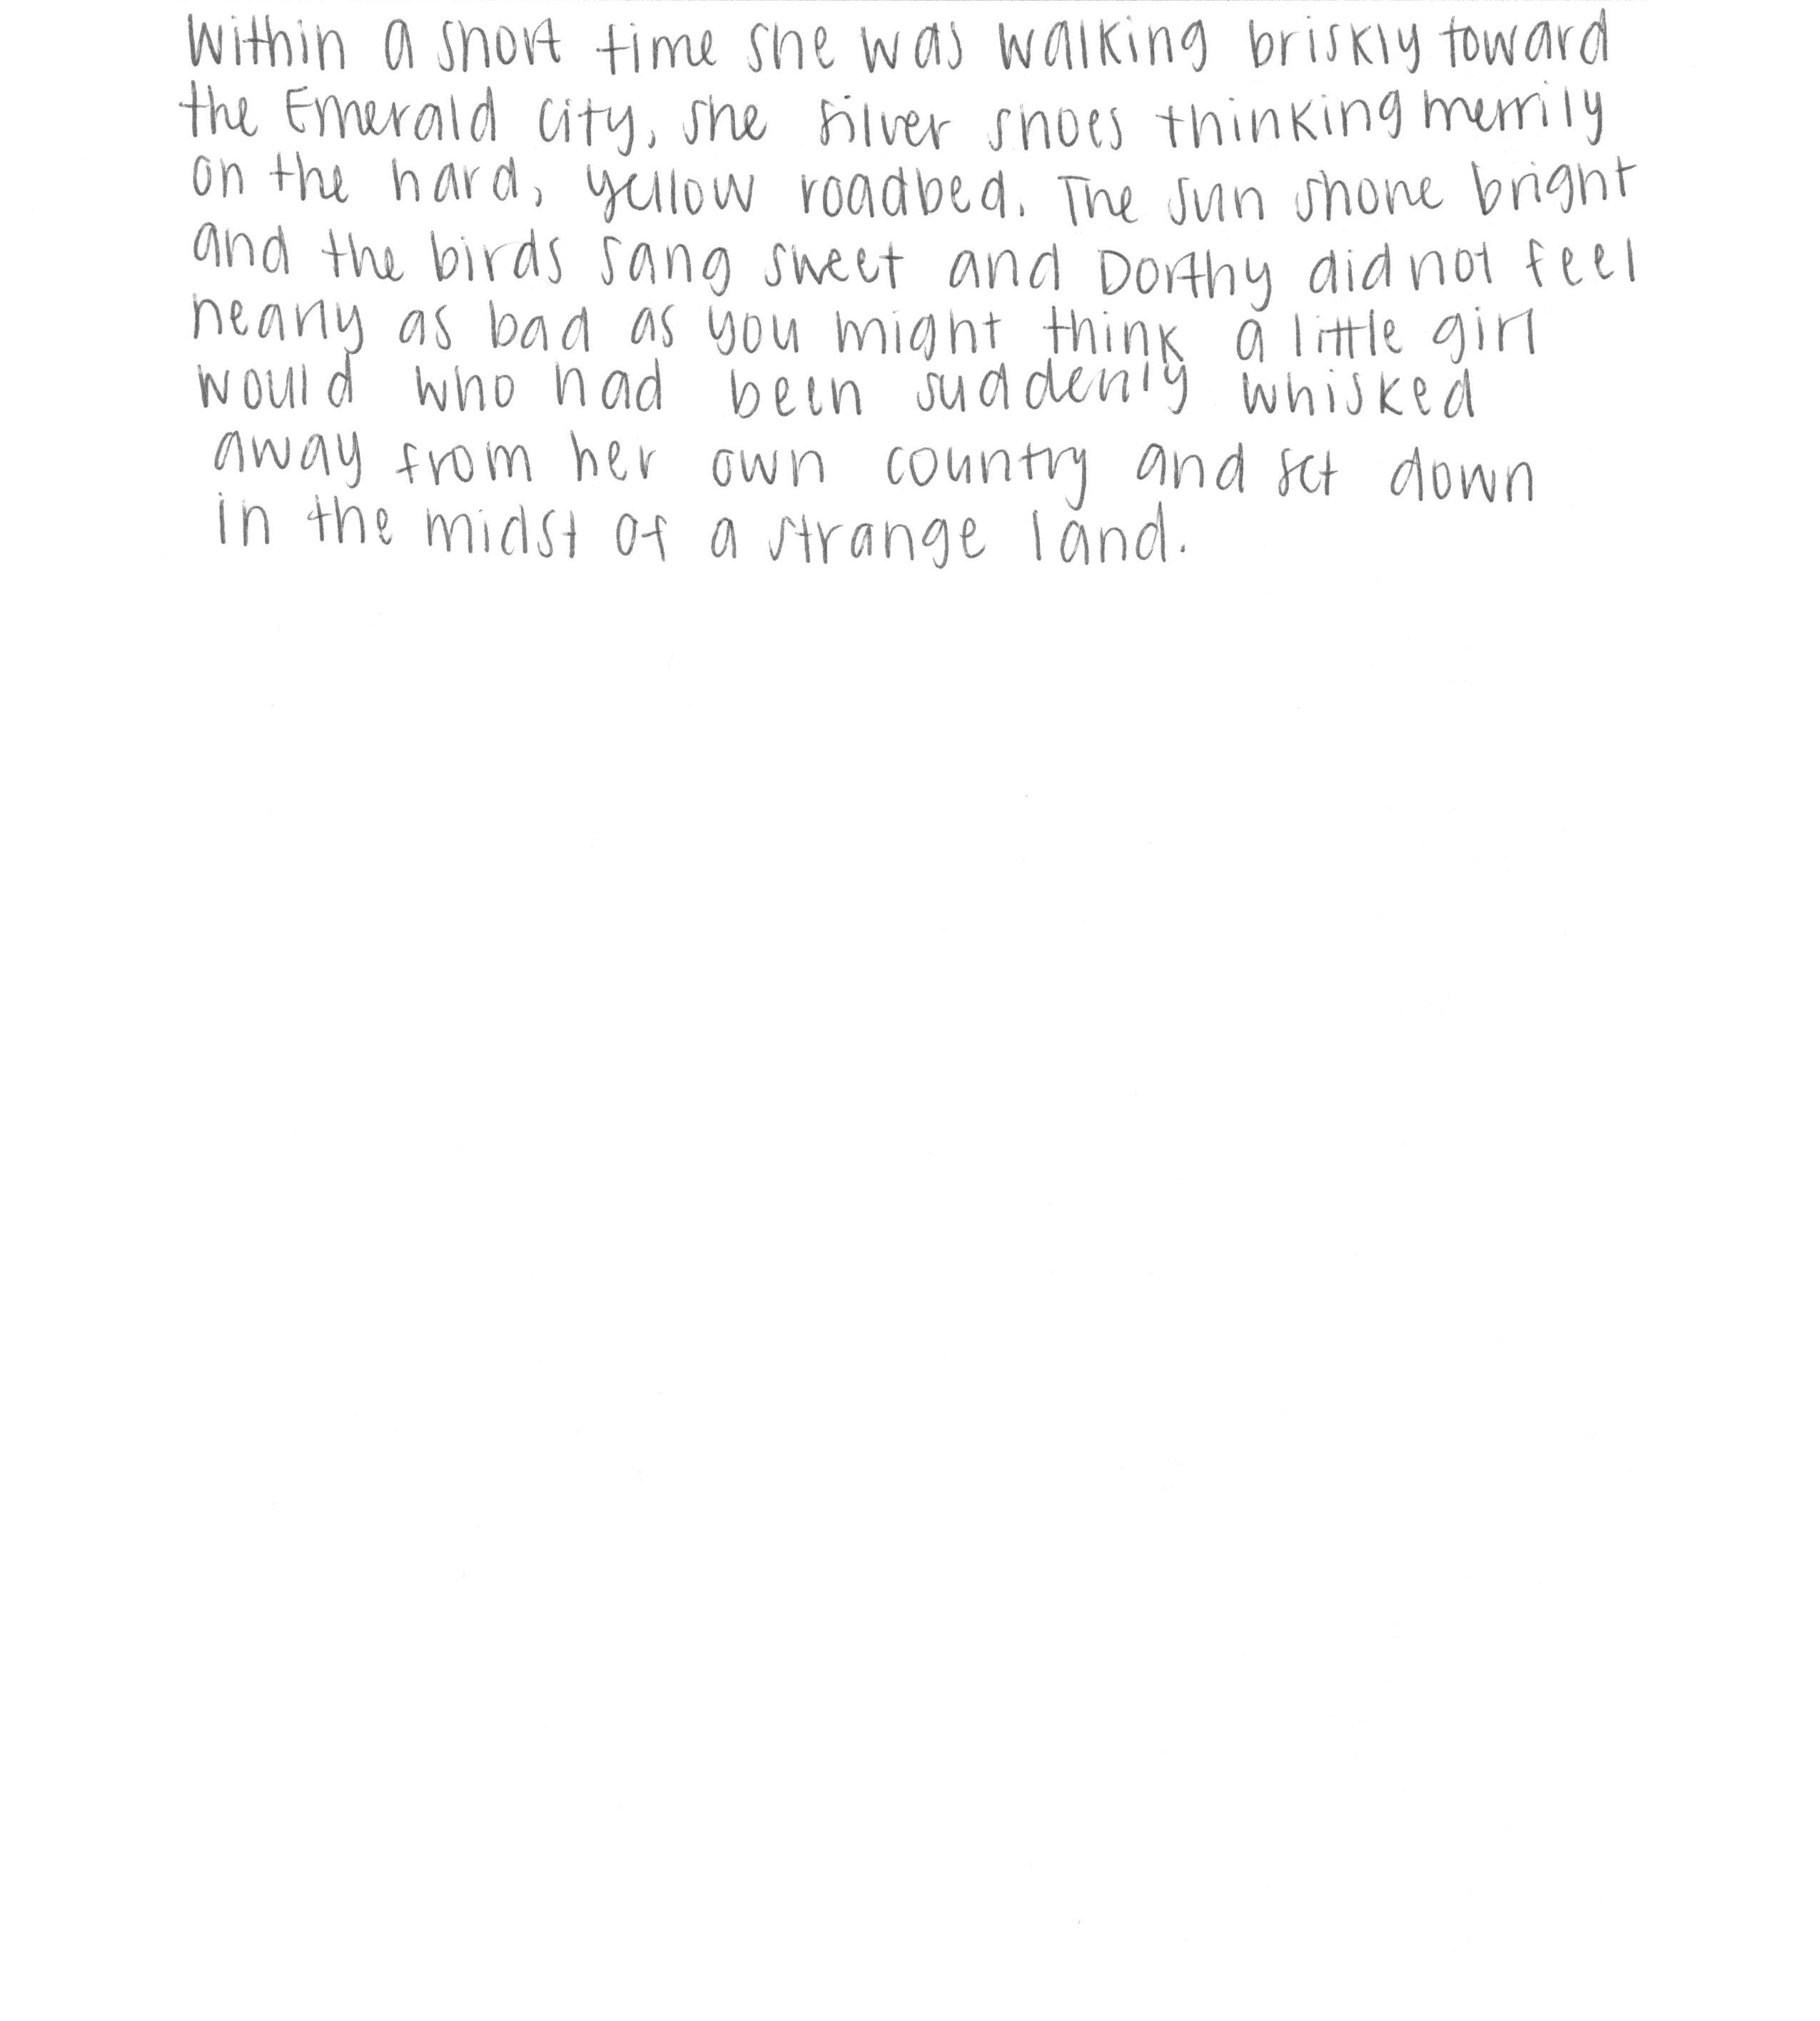 Within a short time she was walking briskly toward
the Emerald City, she silver shoes thinking merrily
on the hard, yellow roadbed. The sun shone bright
and the birds sang sweet and Dorthy did not feel
nearly as bad as you might think a little girl
would who had been suddenly whisked
away from her own country and set down
in the midst of a strange land.